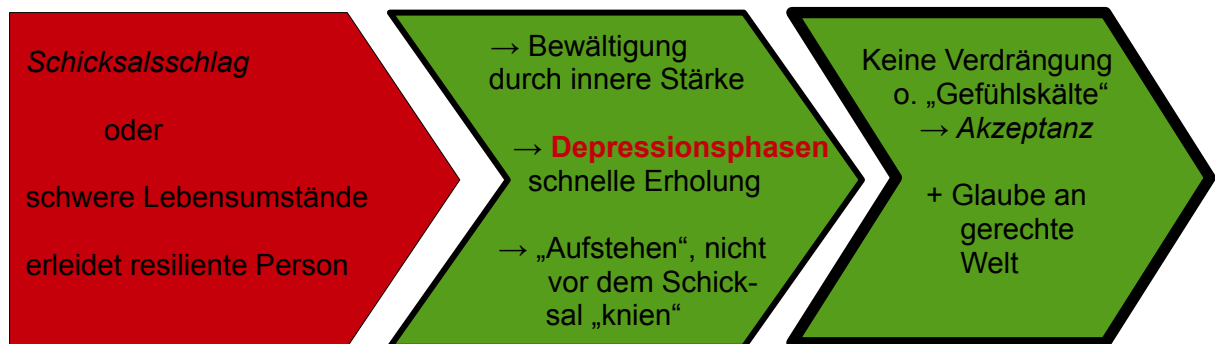 Schicksalsschlag
oder
schwere Lebensumstände
erleidet resiliente Person
→ Bewältigung
durch innere Stärke
→ Depressionsphasen
schnelle Erholung
→ „Aufstehen“, nicht
vor dem Schick-
sal „knien“
Keine Verdrängung
o. „Gefühlskälte“
→ Akzeptanz
+ Glaube an
gerechte
Welt